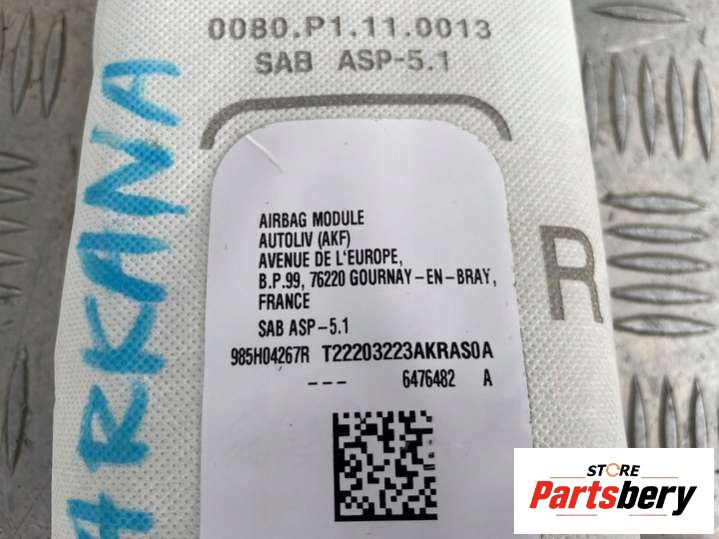 0080.P1.11.0013
SAB ASP-5.1
ARKANA
AIRBAG MODULE
AUTOLIV (AKF)
AVENUE DE L'EUROPE,
B.P.99, 76220 GOURNAY-EN-BRAY,
FRANCE
SAB ASP-5.1
985H04267R T22203223AKRAS0A
--- 6476482 A
R
STORE
Partsbery